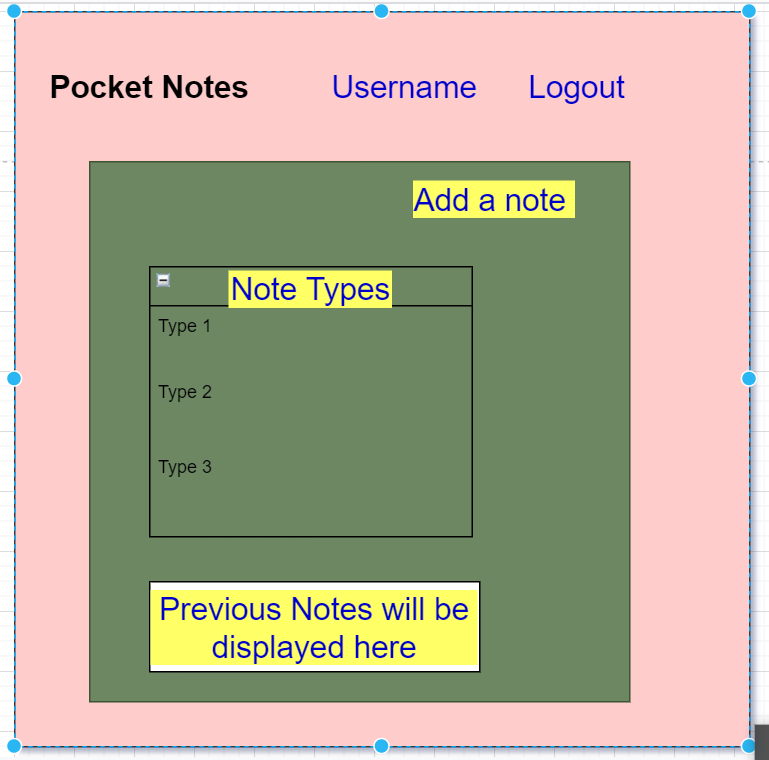 Pocket Notes Username Logout
Add a note
Note Types
Type 1
Type 2
Type 3
Previous Notes will be
displayed here